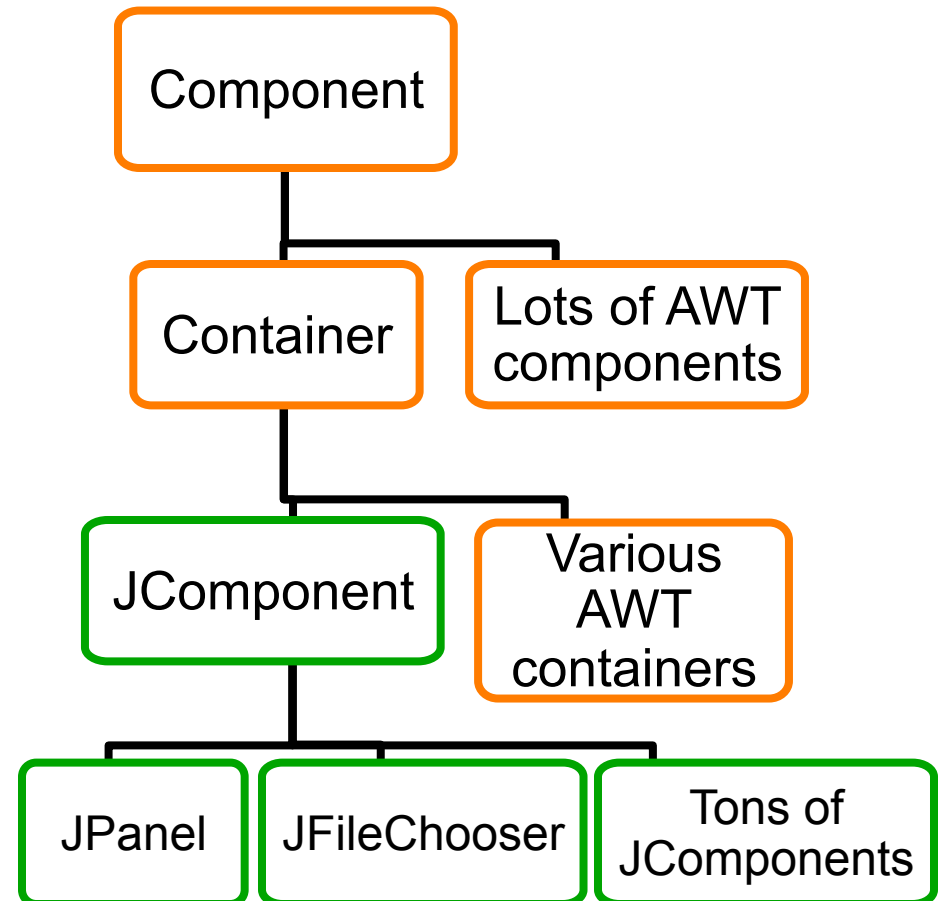 Component
Container
Lots of AWT
components
JComponent
Various
AWT
containers
JPanel
JFileChooser
Tons of
JComponents